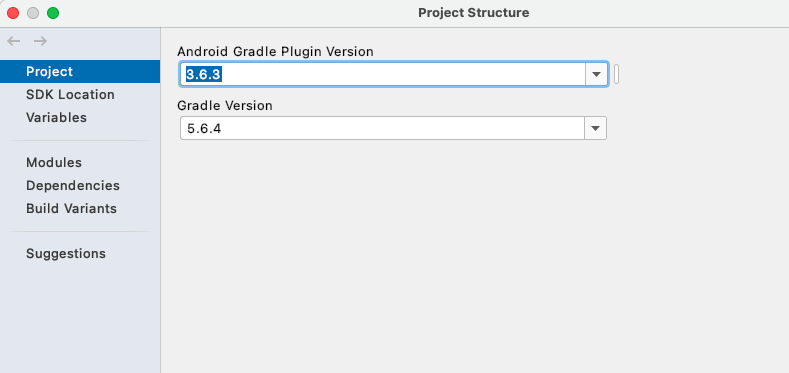 Project Structure
Project
SDK Location
Variables
Modules
Dependencies
Build Variants
Suggestions
Android Gradle Plugin Version
3.6.3
Gradle Version
5.6.4